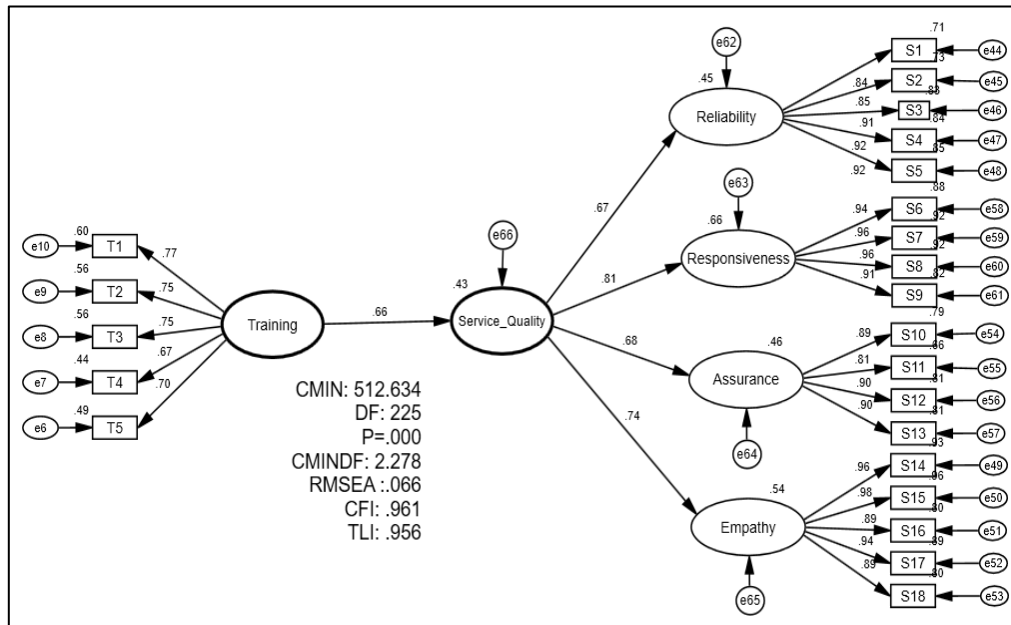 e62
.71
S1
e44
.73
.45
.84
S2
e45
.83
Reliability
.85
S3
e46
.84
.91
S4
e47
.85
.92
S5
e48
.92
.88
.67
e63
S6
e58
.94
.92
.66
.96
S7
e59
.92
e66
Responsiveness
.96
S8
e60
.82
.81
.91
S9
e61
.79
.60
e10
T1
.77
.56
e9
T2
.75
.56
e8
T3
.75
.44
.67
e7
T4
.70
.49
e6
T5
Training
.66
.43
Service_Quality
.46
.68
.89
S10
e54
.66
.81
S11
e55
.81
Assurance
.90
S12
e56
.81
.90
S13
e57
.93
e64
.74
S14
e49
.96
.96
.54
.98
S15
e50
.80
Empathy
.89
S16
e51
.89
.94
S17
e52
.80
.89
S18
e53
e65
CMIN: 512.634
DF: 225
P=.000
CMINDF: 2.278
RMSEA :.066
CFI: .961
TLI: .956